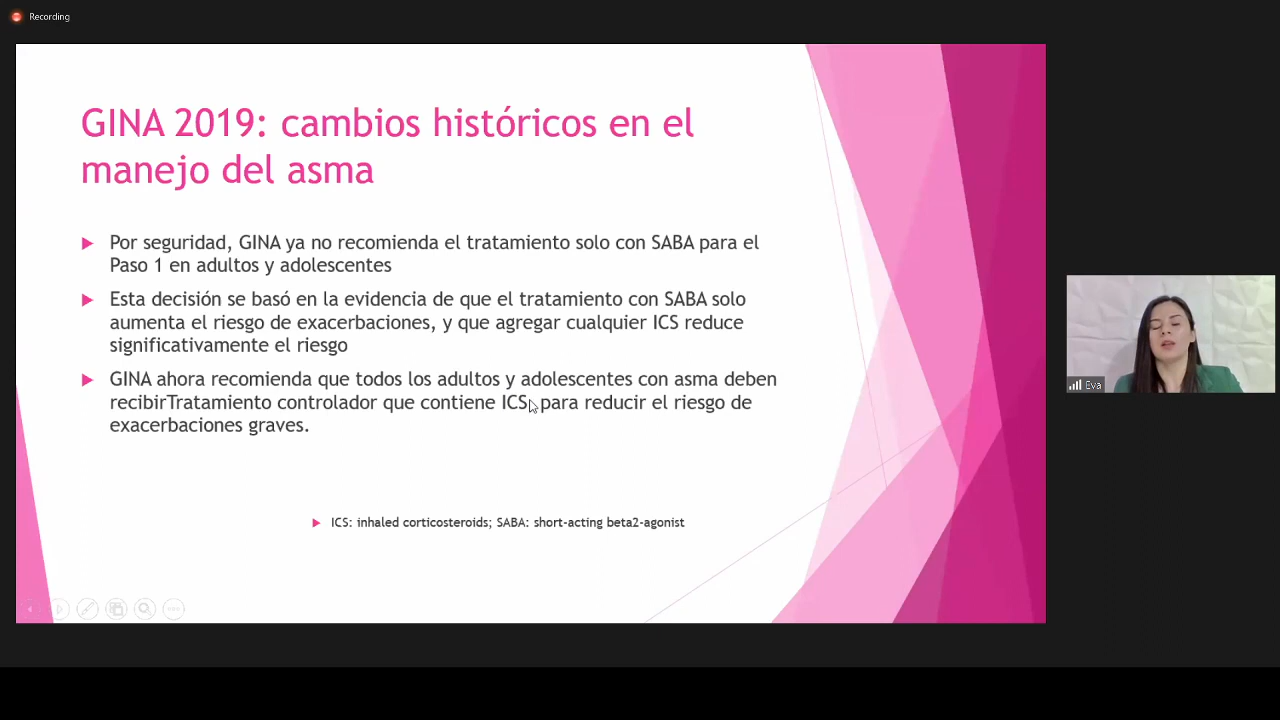 Recording
GINA 2019: cambios históricos en el
manejo del asma
Por seguridad, GINA ya no recomienda el tratamiento solo con SABA para el
Paso 1 en adultos y adolescentes
Esta decisión se basó en la evidencia de que el tratamiento con SABA solo
aumenta el riesgo de exacerbaciones, y que agregar cualquier ICS reduce
significativamente el riesgo
GINA ahora recomienda que todos los adultos y adolescentes con asma deben
recibirTratamiento controlador que contiene ICS, para reducir el riesgo de
exacerbaciones graves.
ICS: inhaled corticosteroids; SABA: short-acting beta2-agonist
Eva